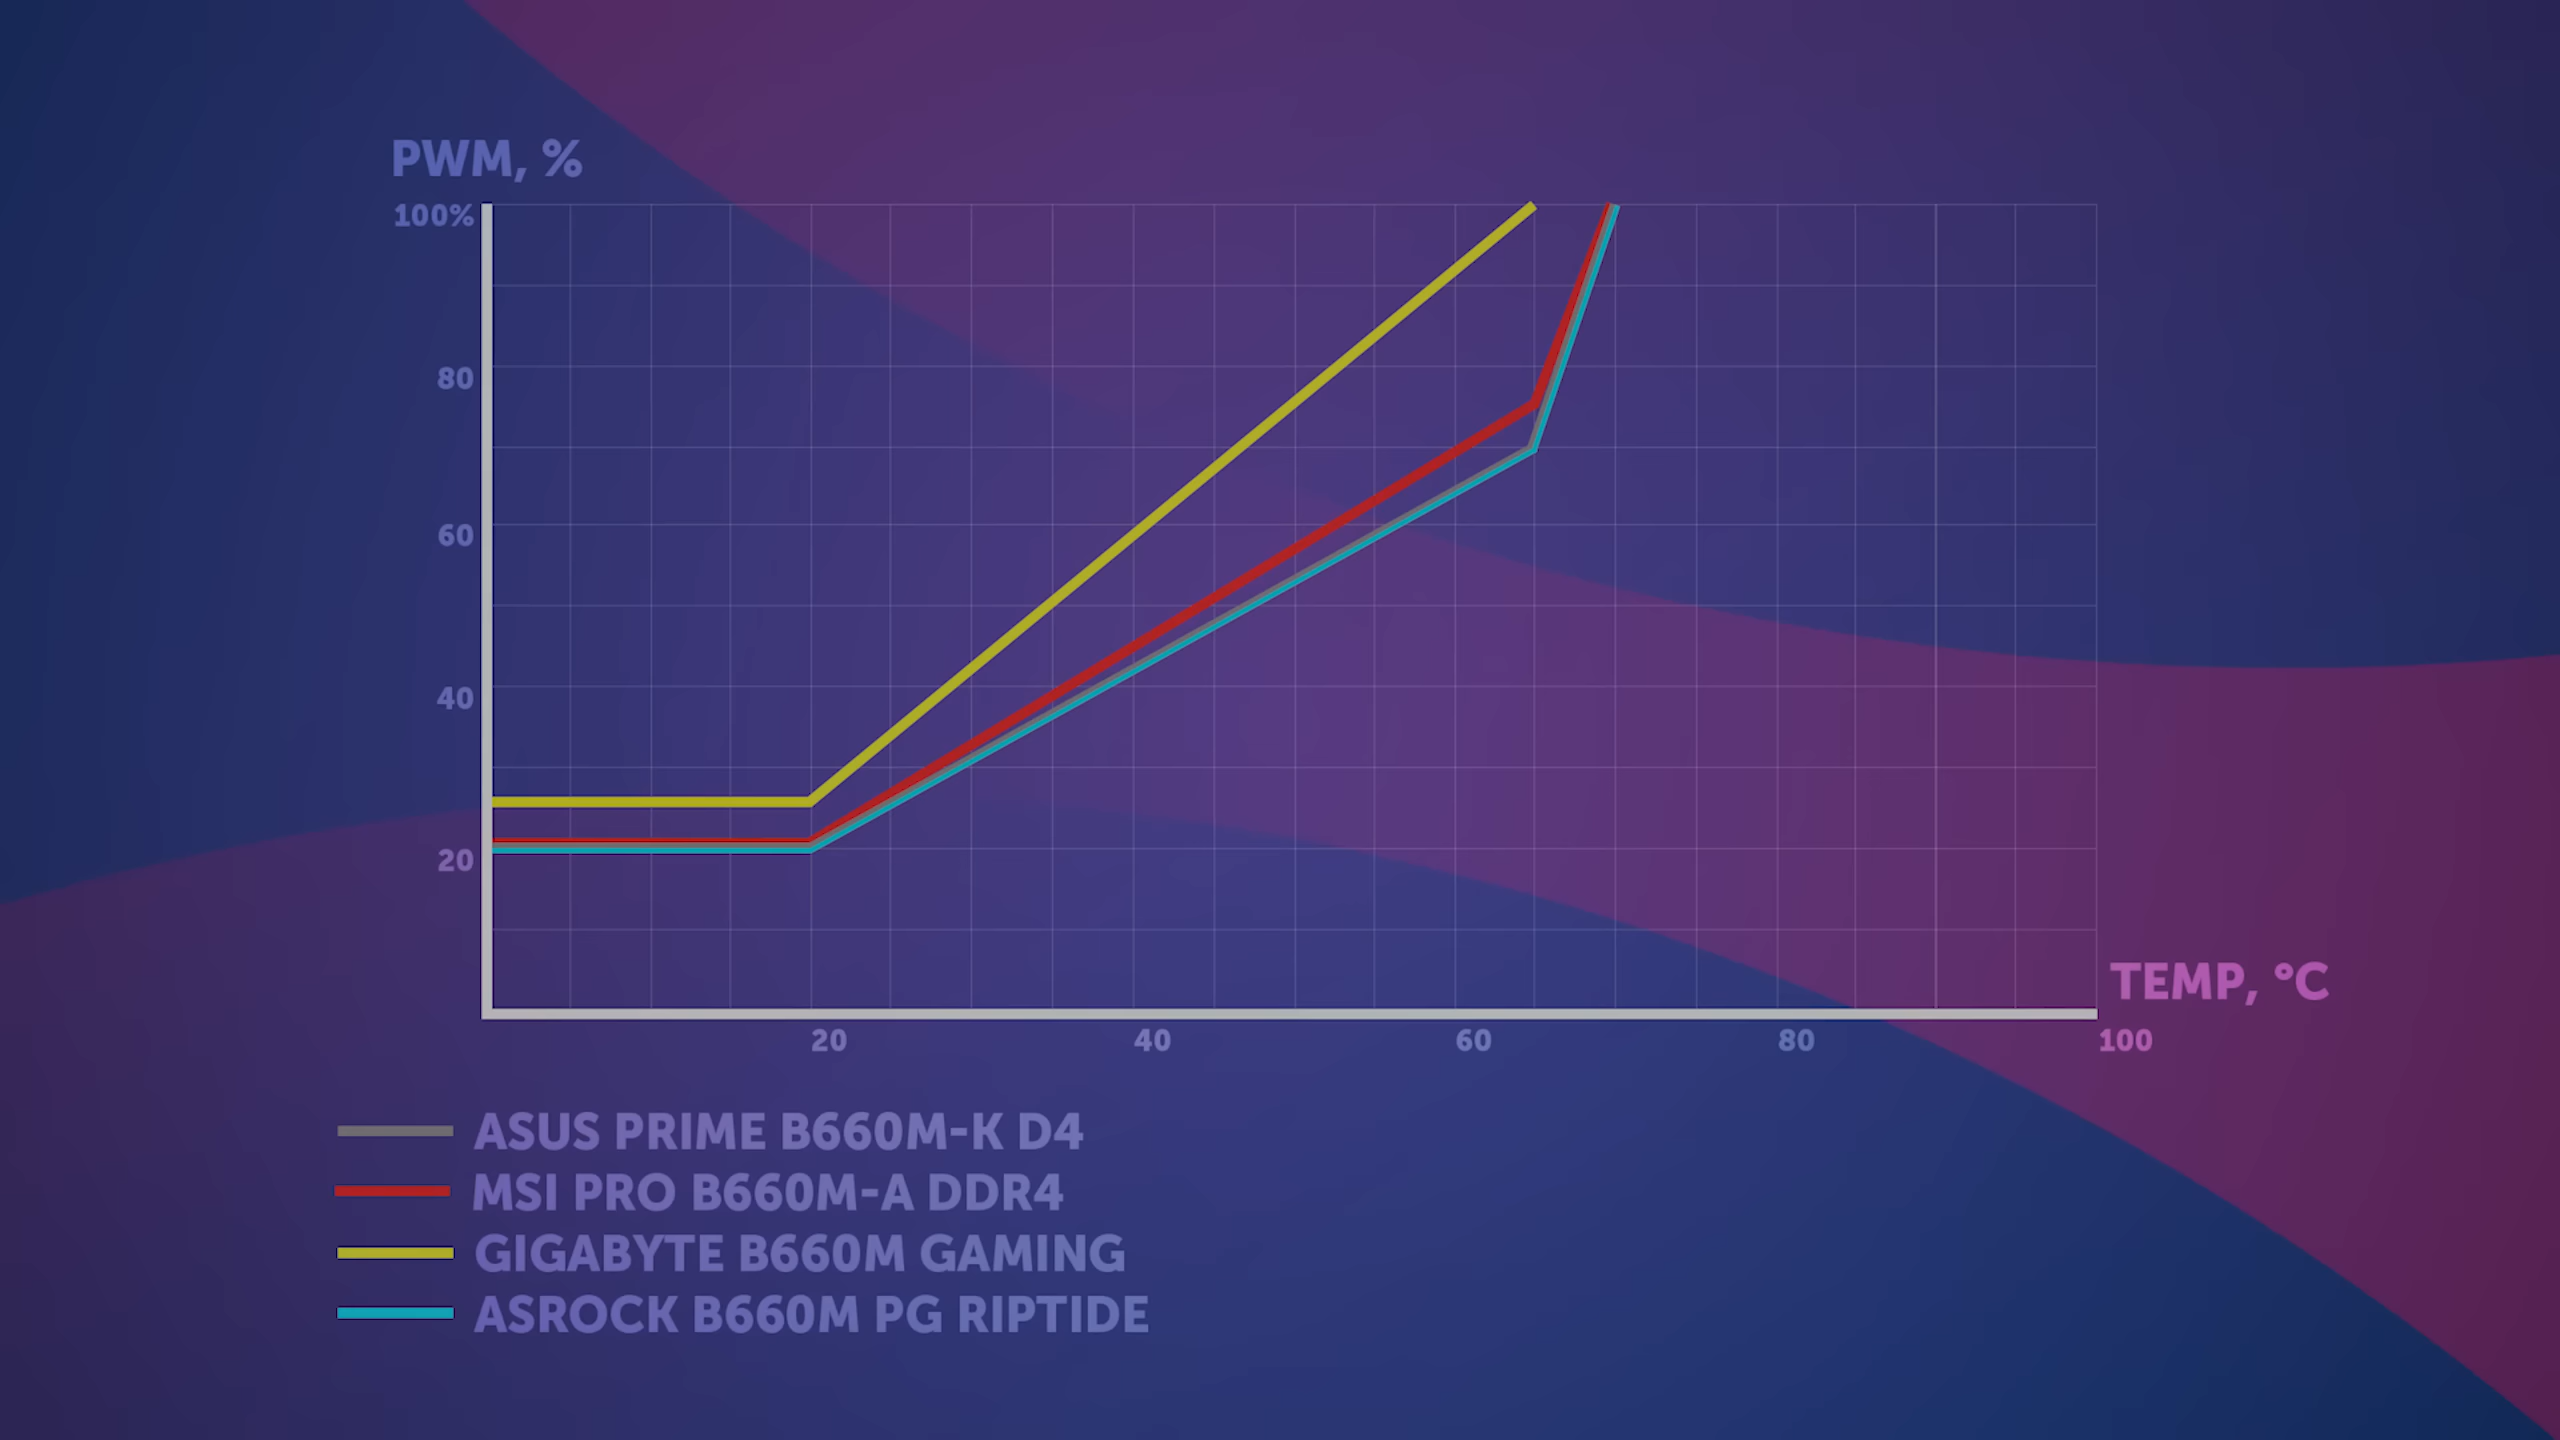 PWM, %
100%
80
60
40
20
TEMP, °C
20 40 60 80 100
ASUS PRIME B660M-K D4
MSI PRO B660M-A DDR4
GIGABYTE B660M GAMING
ASROCK B660M PG RIPTIDE